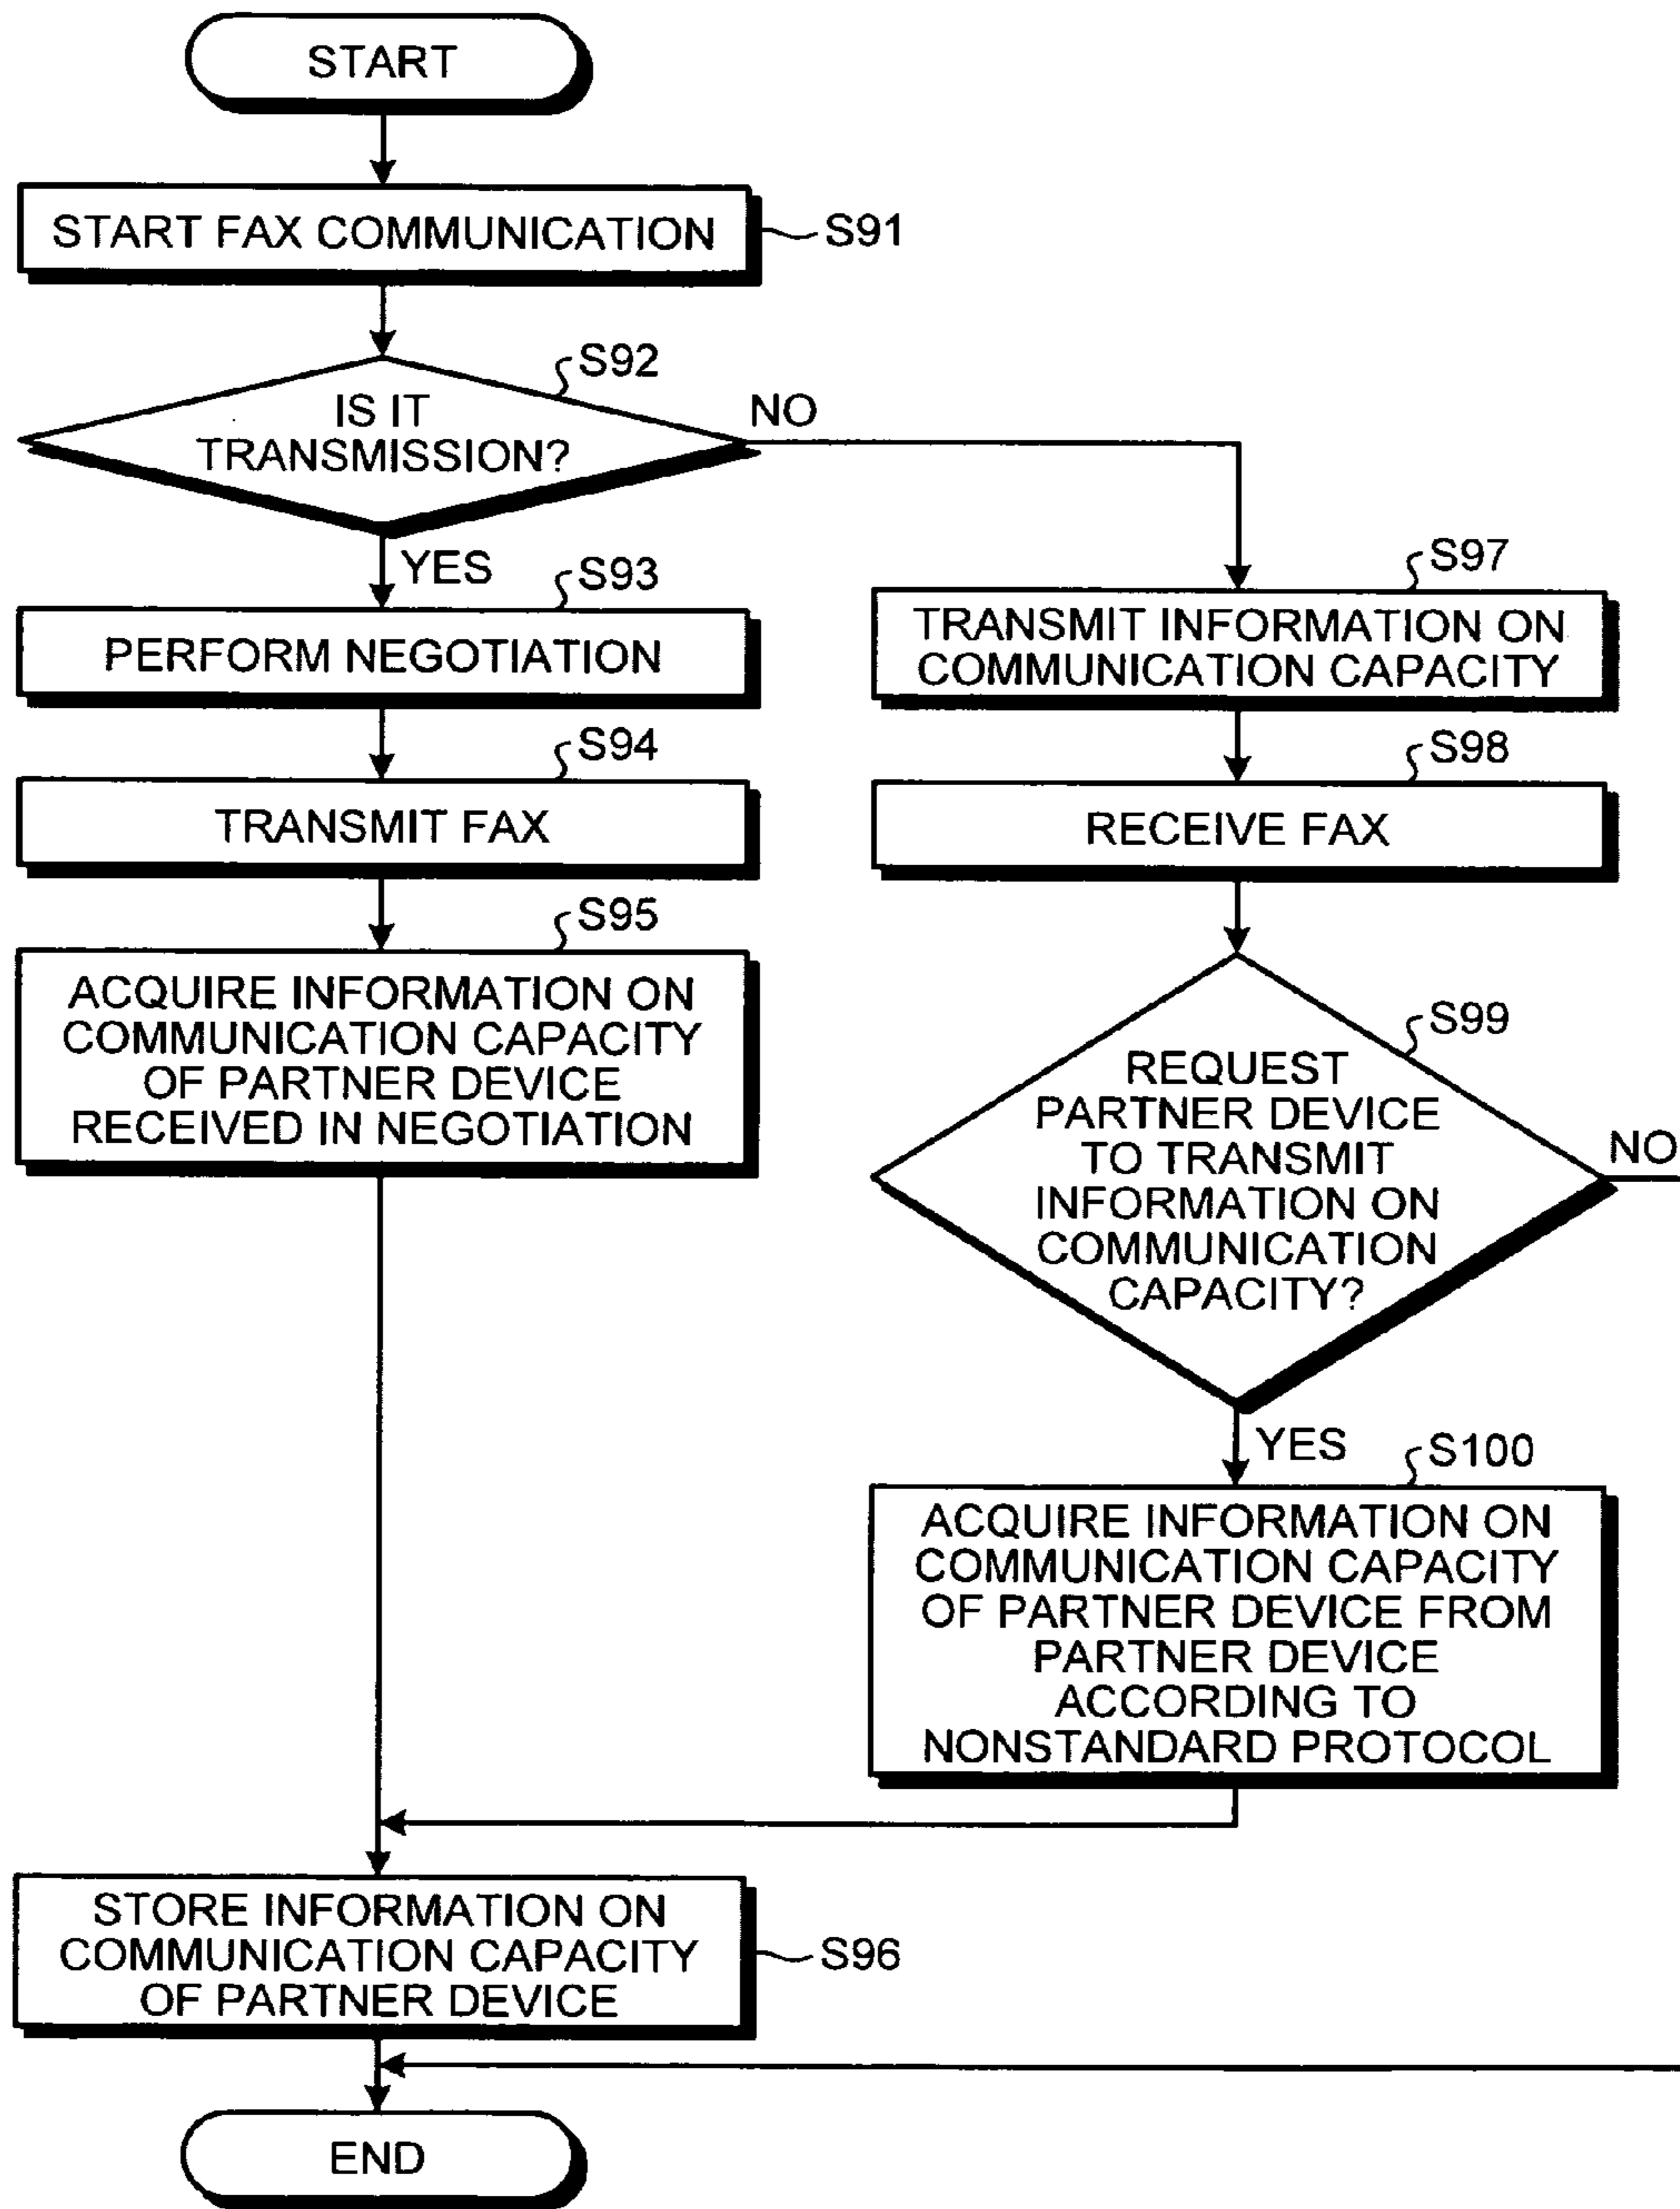 START
START FAX COMMUNICATION
S91
S92
IS IT
TRANSMISSION?
NO
YES
S93
PERFORM NEGOTIATION
S94
TRANSMIT FAX
S95
ACQUIRE INFORMATION ON
COMMUNICATION CAPACITY
OF PARTNER DEVICE
RECEIVED IN NEGOTIATION
S97
TRANSMIT INFORMATION ON
COMMUNICATION CAPACITY
S98
RECEIVE FAX
S99
REQUEST
PARTNER DEVICE
TO TRANSMIT
INFORMATION ON
COMMUNICATION
CAPACITY?
NO
YES
S100
ACQUIRE INFORMATION ON
COMMUNICATION CAPACITY
OF PARTNER DEVICE FROM
PARTNER DEVICE
ACCORDING TO
NONSTANDARD PROTOCOL
STORE INFORMATION ON
COMMUNICATION CAPACITY
OF PARTNER DEVICE
S96
END